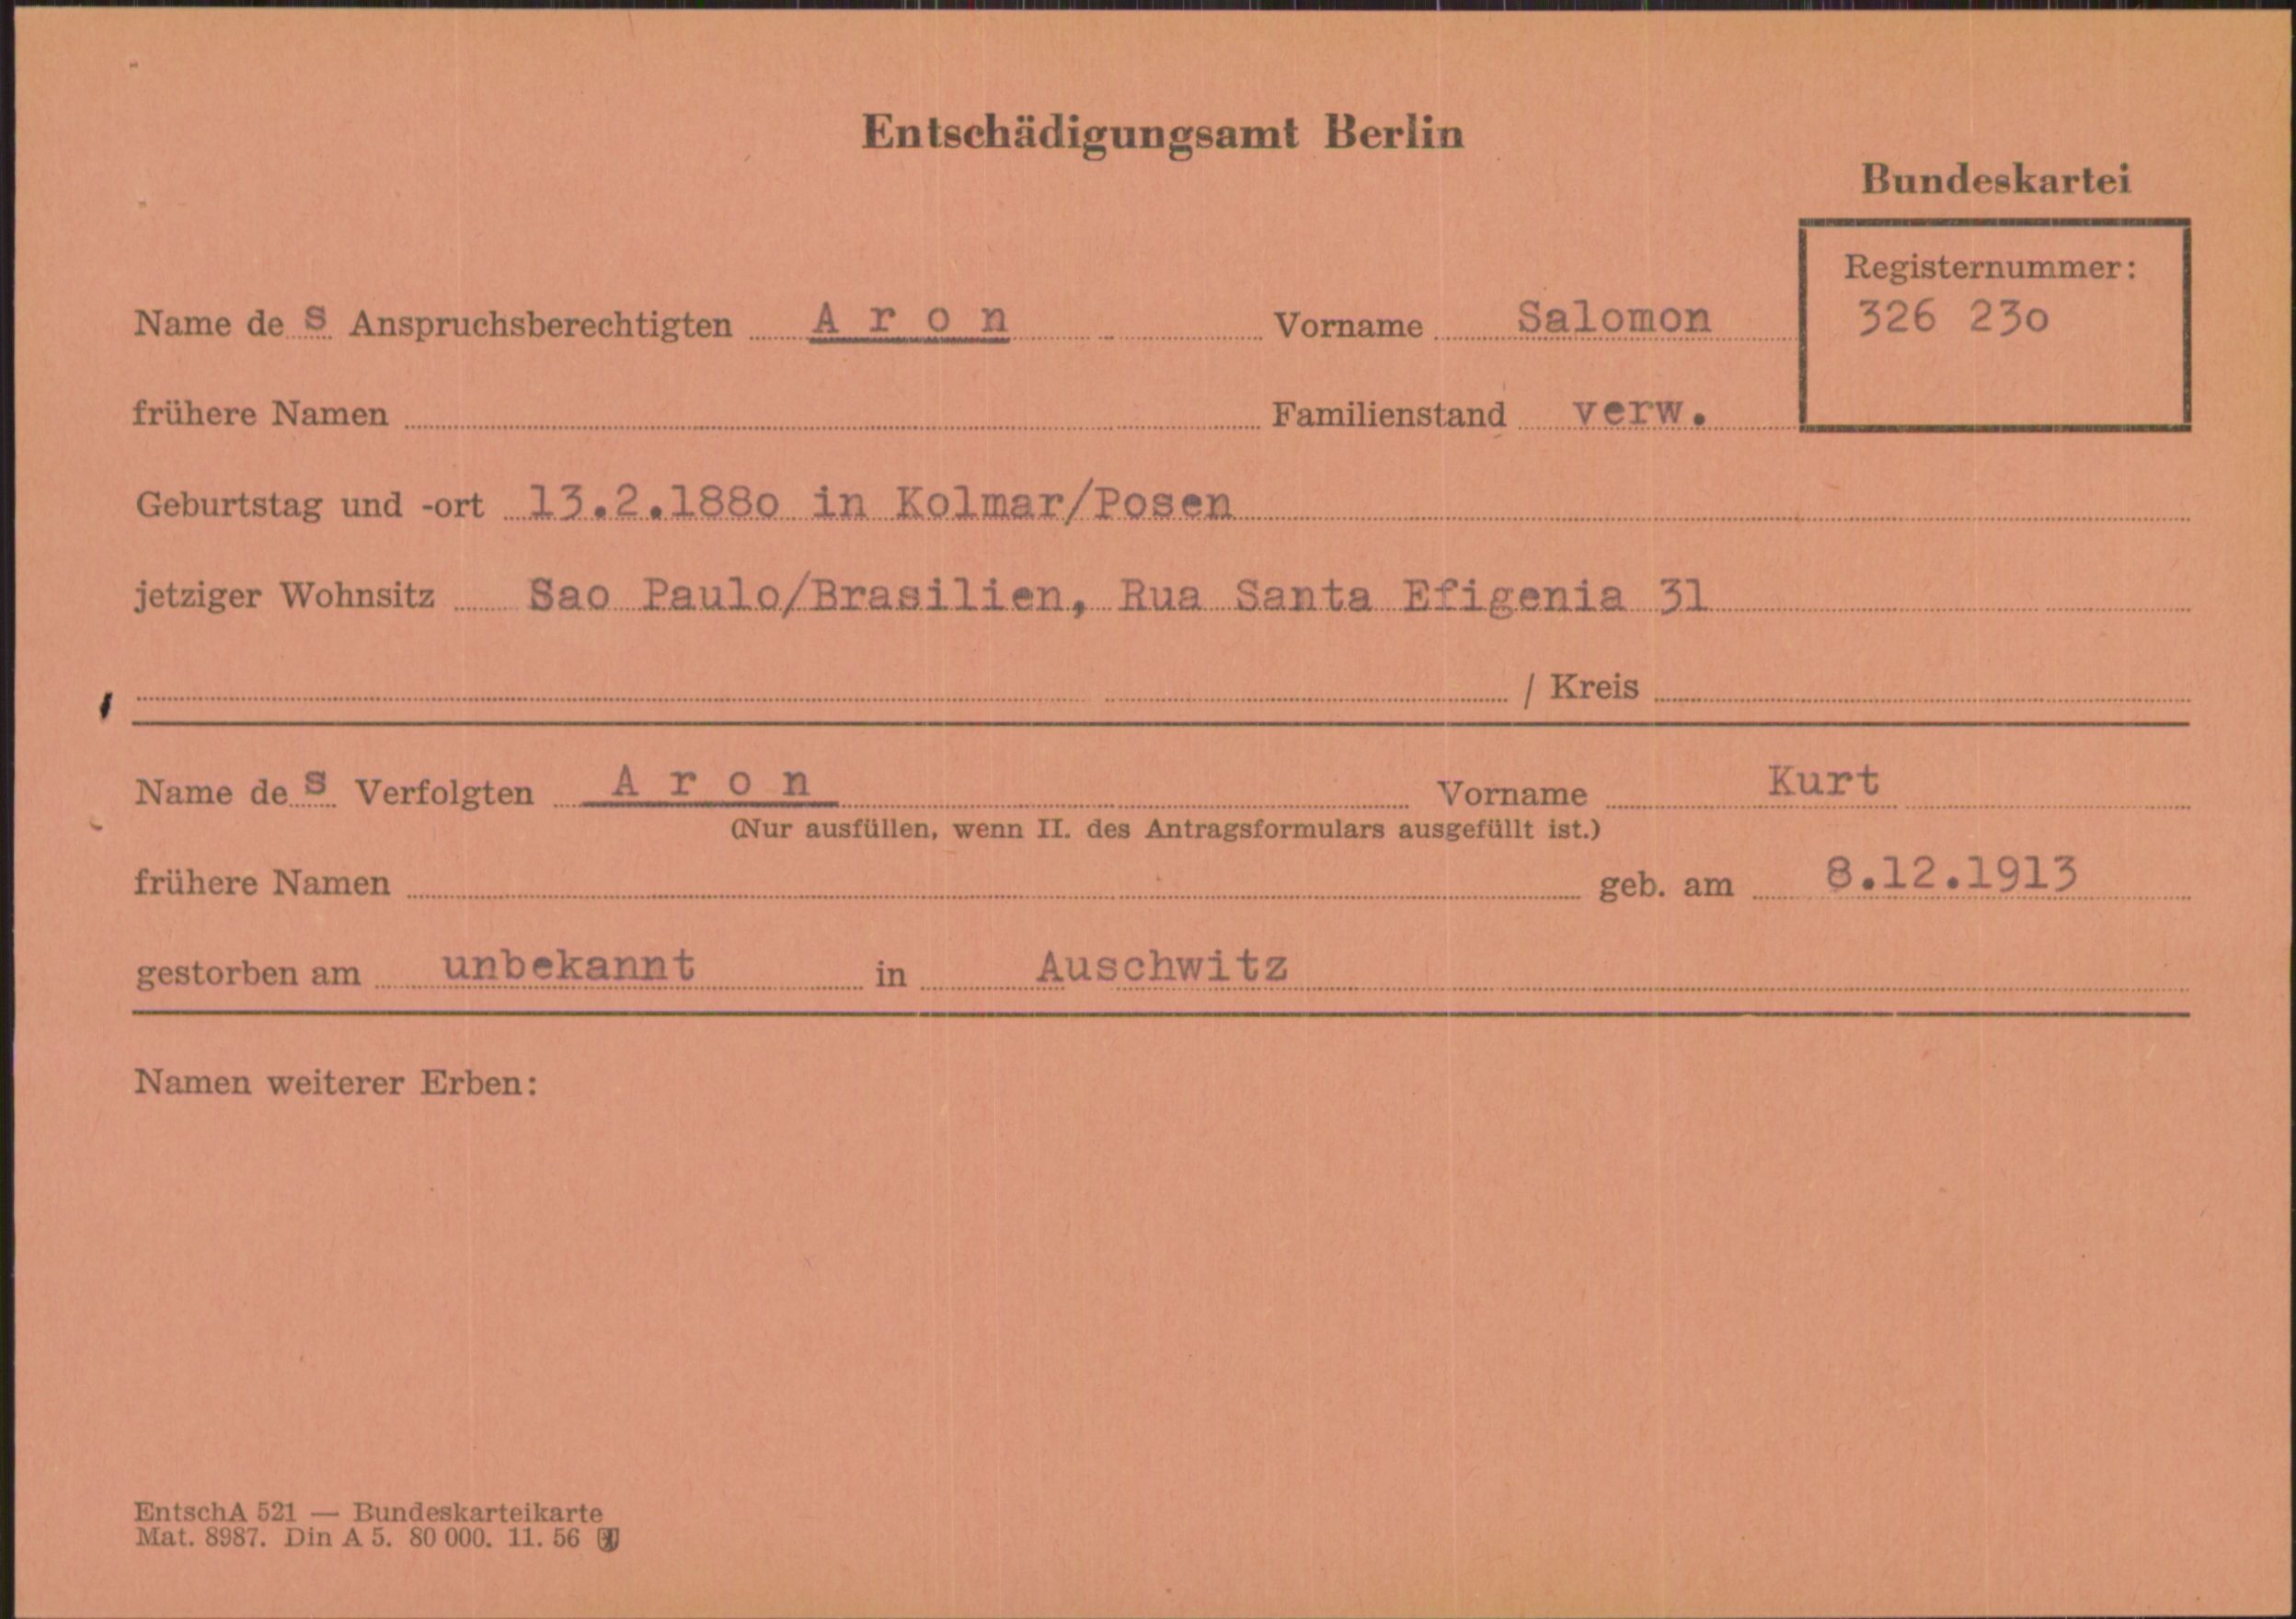 Entschädigungsamt Berlin
Bundeskartei
Registernummer:
326 23o
Name de s Anspruchsberechtigten A r o n Vorname Salomon
frühere Namen Familienstand verw.
Geburtstag und -ort 13.2.188o in Kolmar/Posen
jetziger Wohnsitz Sao Paulo/Brasilien, Rua Santa Efigenia 31
/ Kreis
Name de s Verfolgten A r o n Vorname Kurt
(Nur ausfüllen, wenn II. des Antragsformulars ausgefüllt ist.)
frühere Namen geb. am 8.12.1913
gestorben am unbekannt in Auschwitz
Namen weiterer Erben:
EntschA 521 — Bundeskarteikarte
Mat. 8987. Din A 5. 80 000. 11. 56